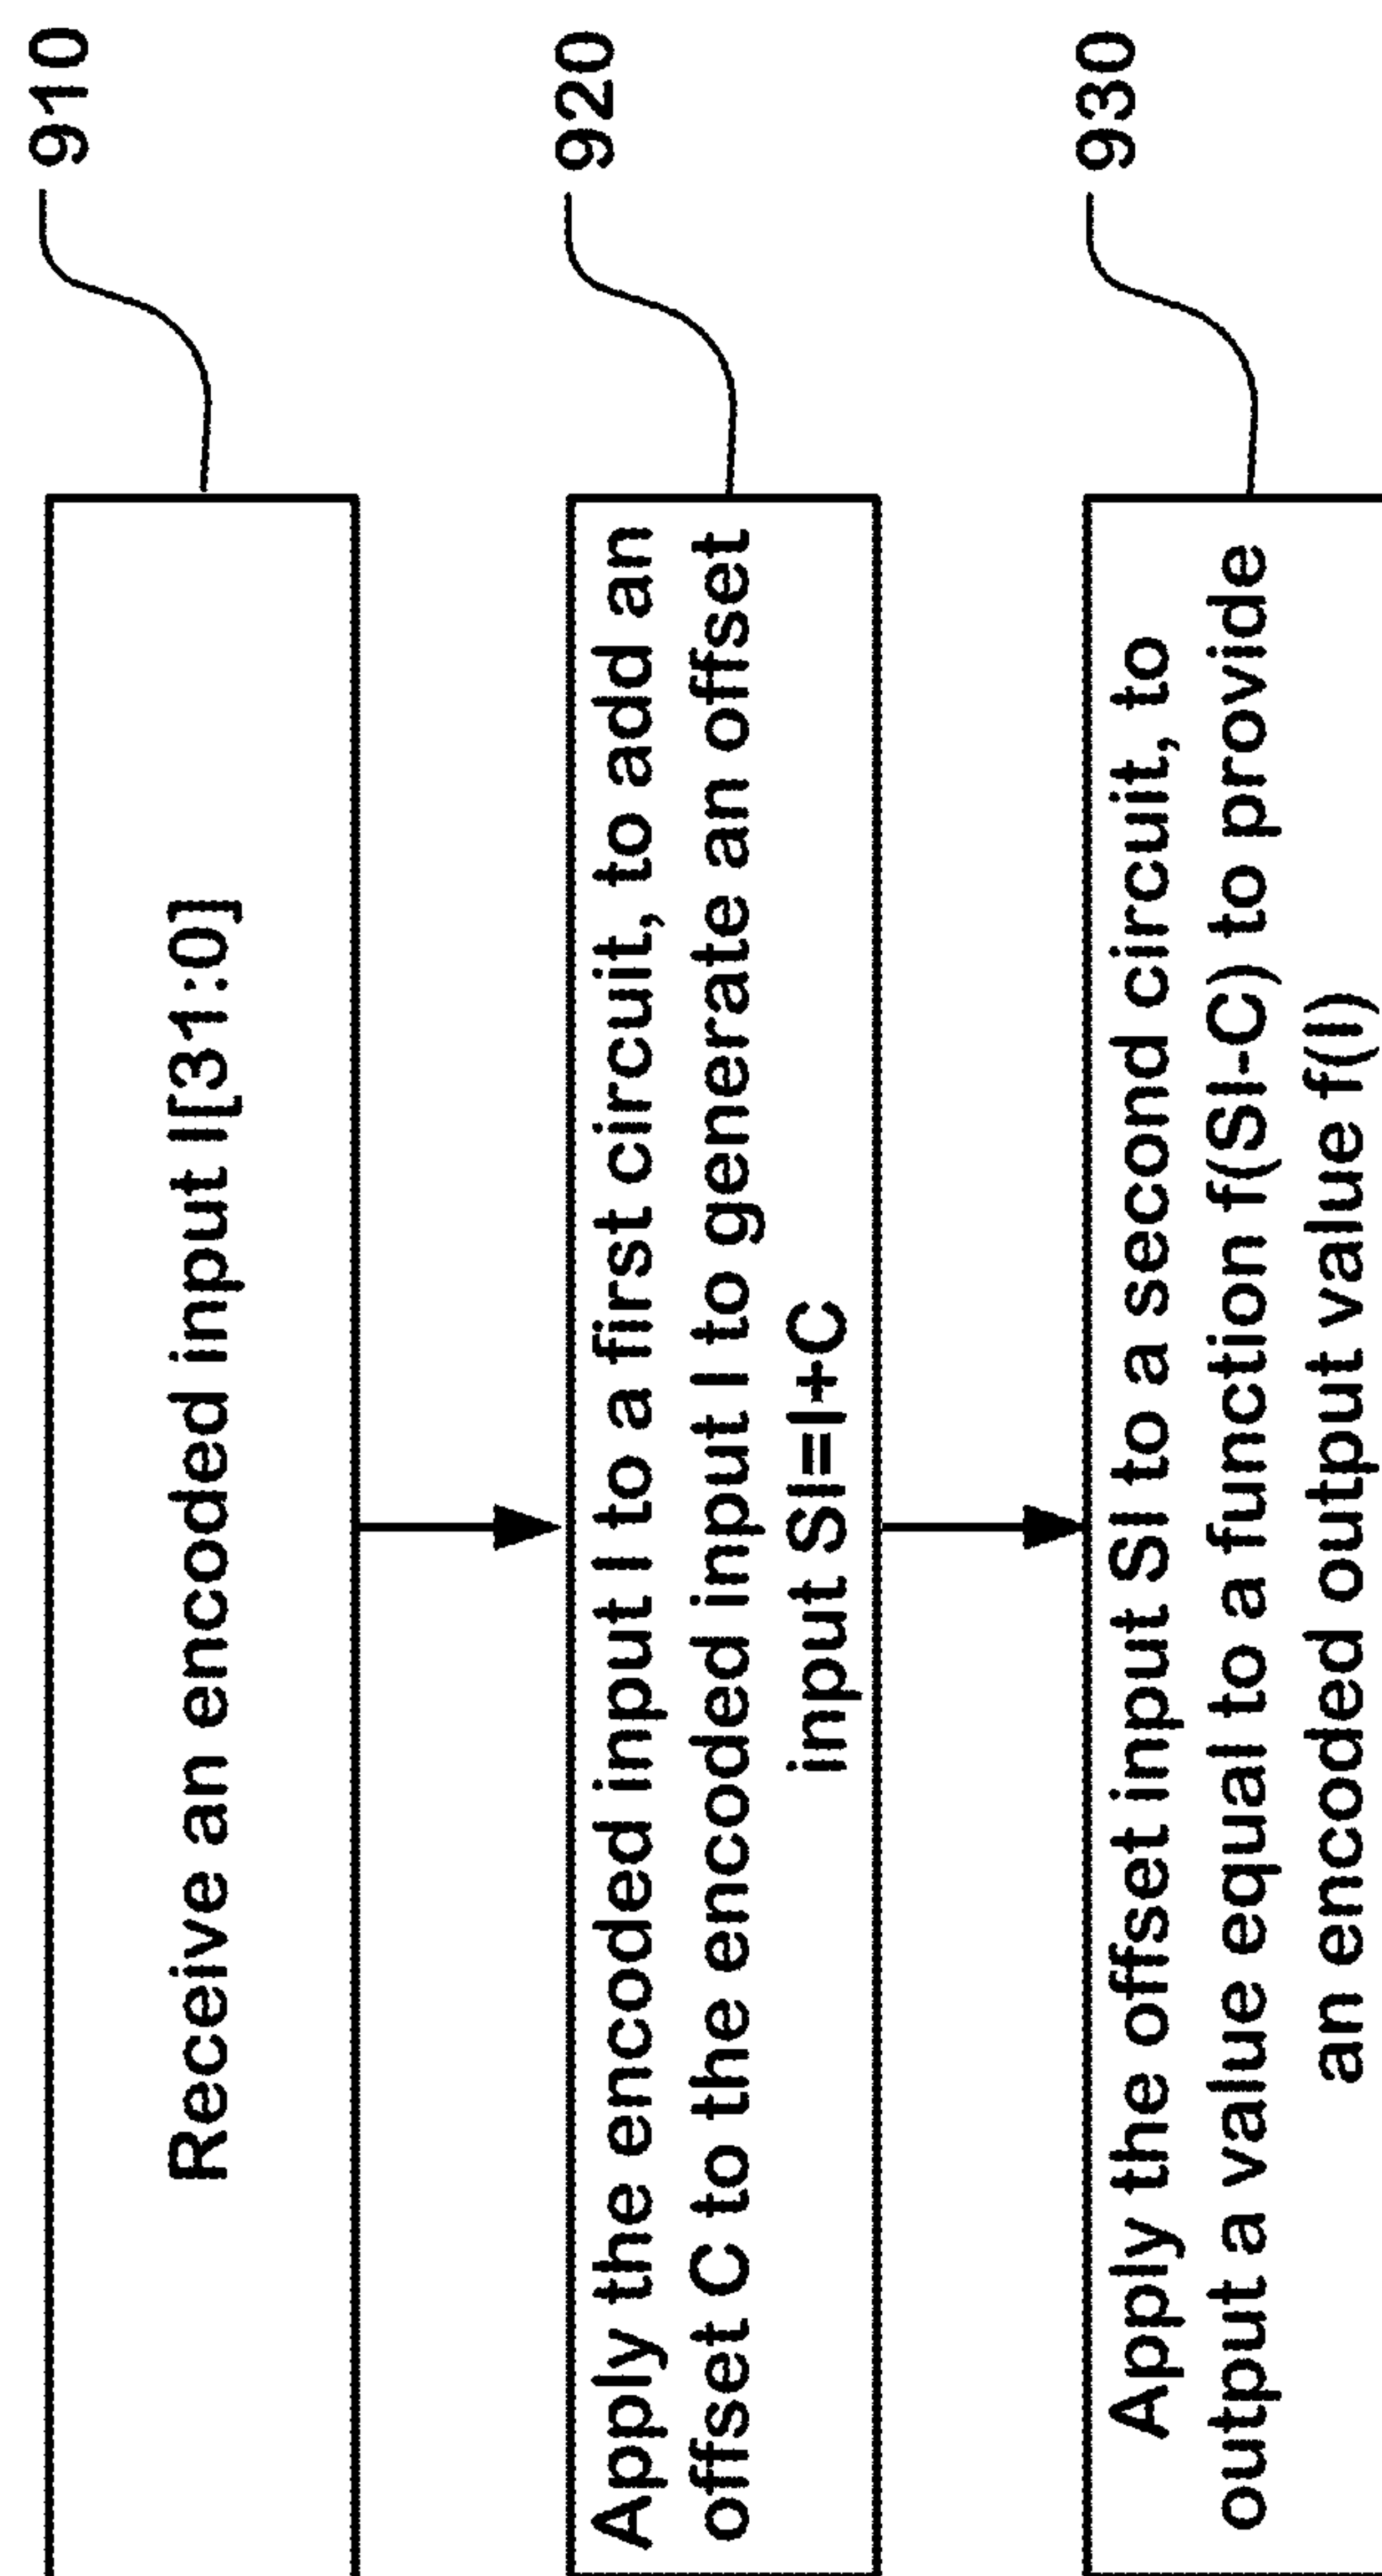 Receive an encoded input I[31:0]
910
Apply the encoded input I to a first circuit, to add an
offset C to the encoded input I to generate an offset
input SI=I+C
920
Apply the offset input SI to a second circuit, to
output a value equal to a function f(SI-C) to provide
an encoded output value f(I)
930